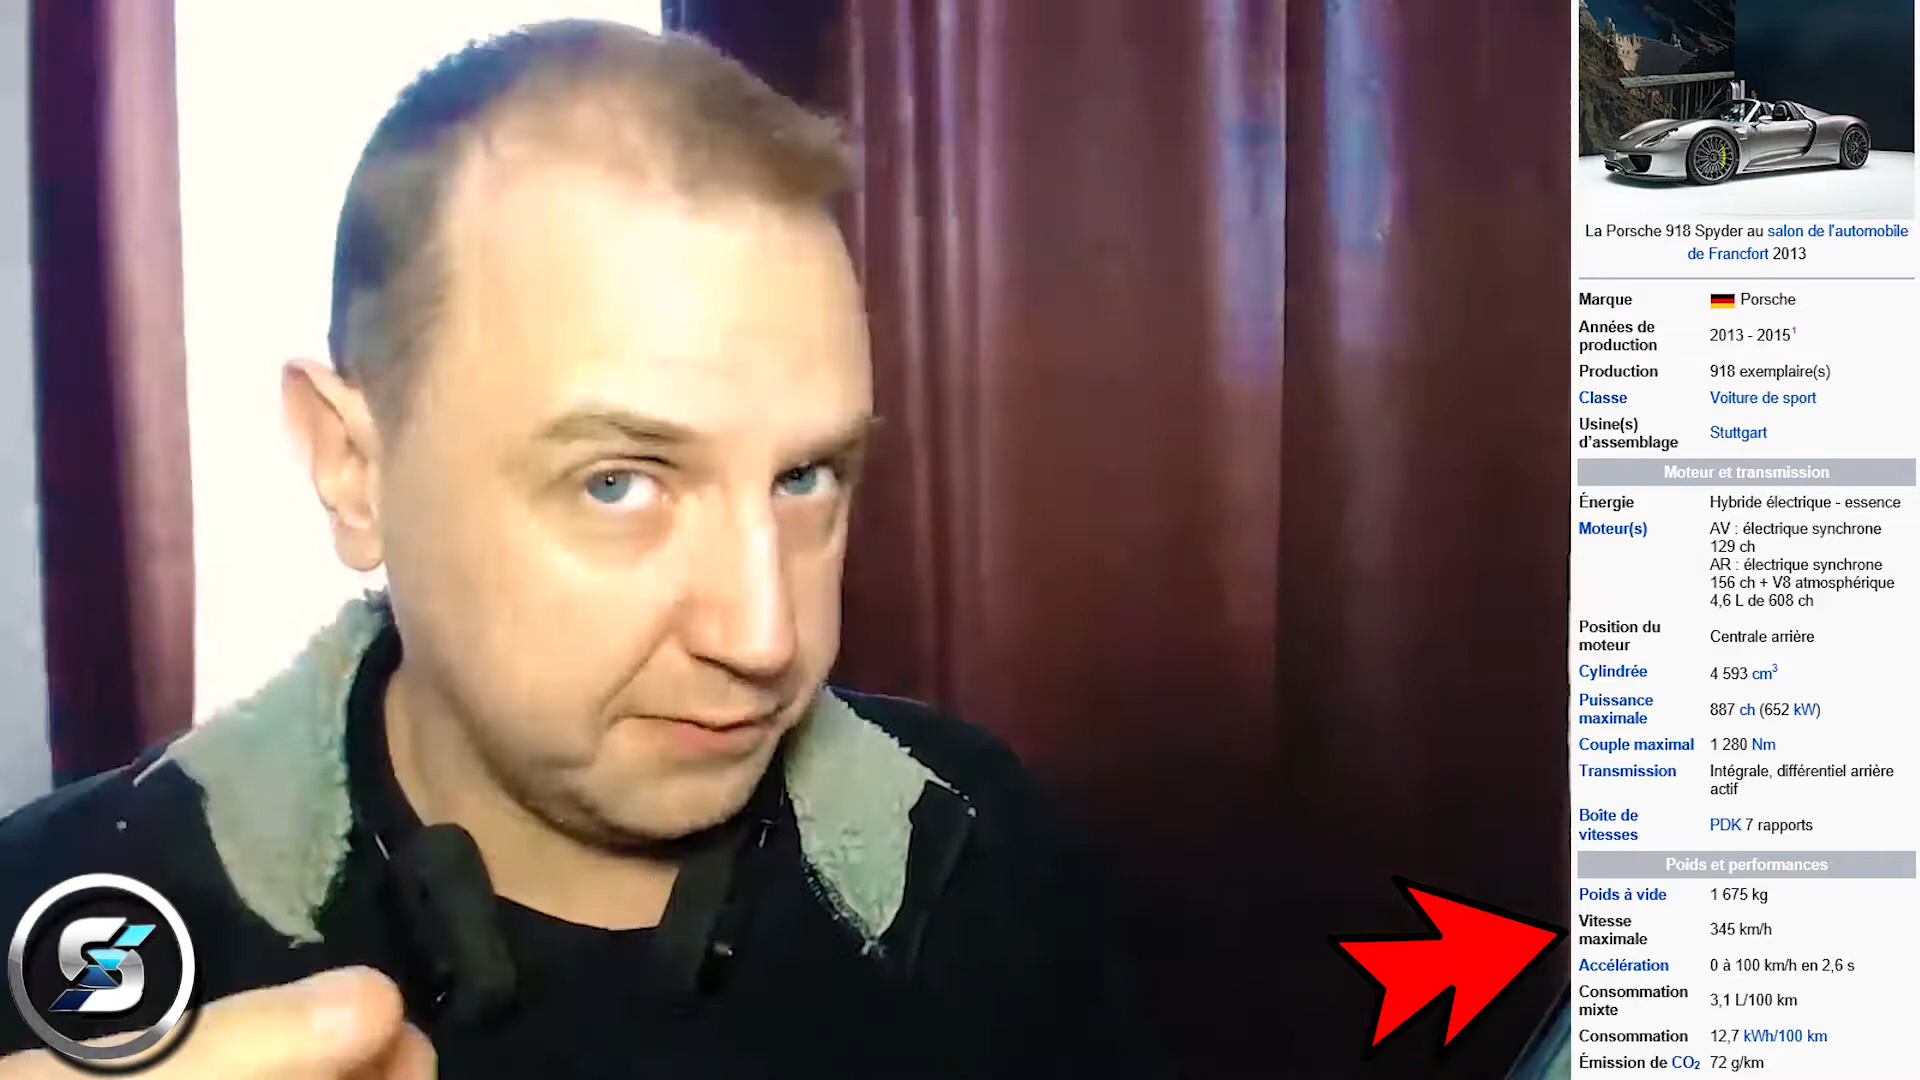 La Porsche 918 Spyder au salon de l'automobile
de Francfort 2013
Marque Porsche
Années de
production 2013 - 2015¹
Production 918 exemplaire(s)
Classe Voiture de sport
Usine(s)
d'assemblage Stuttgart
Moteur et transmission
Énergie Hybride électrique - essence
Moteur(s) AV : électrique synchrone
129 ch
AR : électrique synchrone
156 ch + V8 atmosphérique
4,6 L de 608 ch
Position du
moteur Centrale arrière
Cylindrée 4 593 cm³
Puissance
maximale 887 ch (652 kW)
Couple maximal 1 280 Nm
Transmission Intégrale, différentiel arrière
actif
Boîte de
vitesses PDK 7 rapports
Poids et performances
Poids à vide 1 675 kg
Vitesse
maximale 345 km/h
Accélération 0 à 100 km/h en 2,6 s
Consommation
mixte 3,1 L/100 km
Consommation 12,7 kWh/100 km
Émission de CO₂ 72 g/km
S